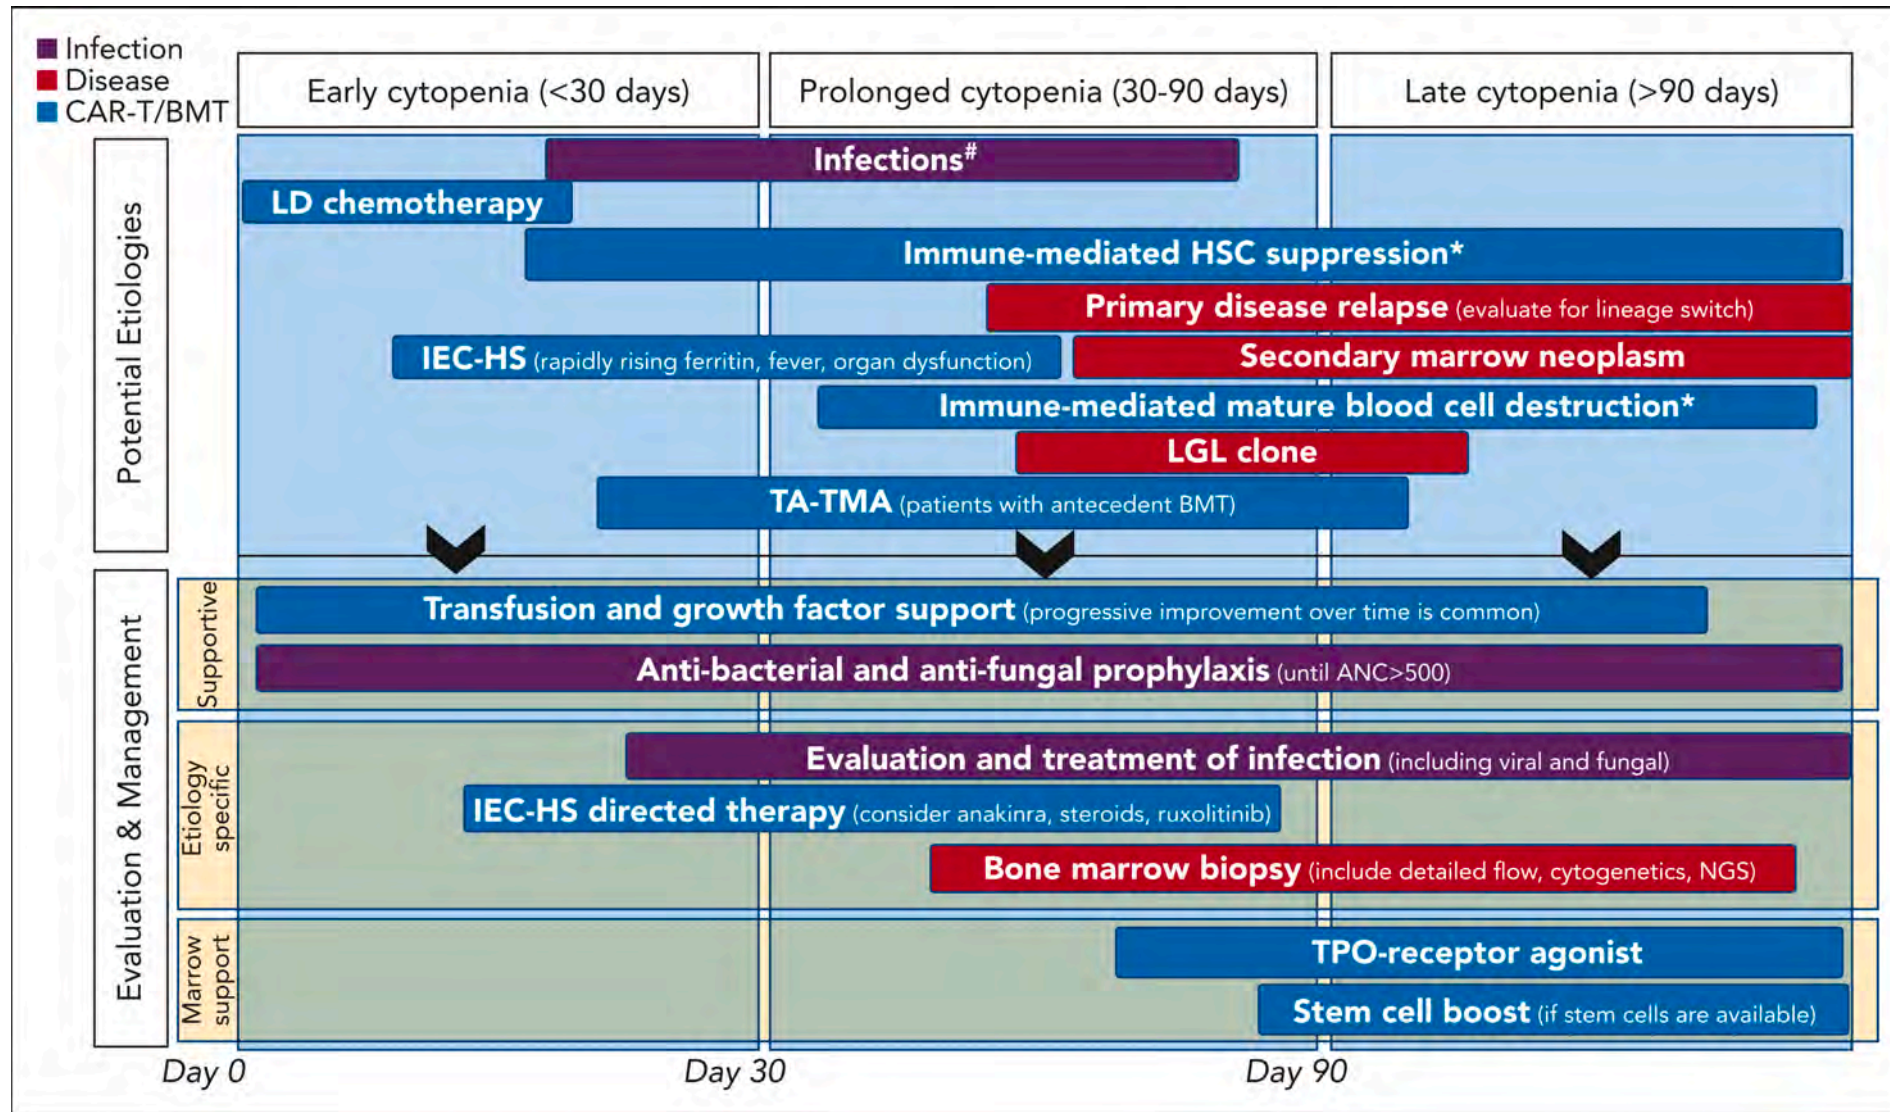 Infection
Disease
CAR-T/BMT
Early cytopenia (<30 days)
Prolonged cytopenia (30-90 days)
Late cytopenia (>90 days)
Potential Etiologies
Infections#
LD chemotherapy
Immune-mediated HSC suppression*
Primary disease relapse (evaluate for lineage switch)
IEC-HS (rapidly rising ferritin, fever, organ dysfunction)
Secondary marrow neoplasm
Immune-mediated mature blood cell destruction*
LGL clone
TA-TMA (patients with antecedent BMT)
Evaluation & Management
Supportive
Transfusion and growth factor support (progressive improvement over time is common)
Anti-bacterial and anti-fungal prophylaxis (until ANC>500)
Etiology
specific
Evaluation and treatment of infection (including viral and fungal)
IEC-HS directed therapy (consider anakinra, steroids, ruxolitinib)
Bone marrow biopsy (include detailed flow, cytogenetics, NGS)
Marrow
support
TPO-receptor agonist
Stem cell boost (if stem cells are available)
Day 0
Day 30
Day 90